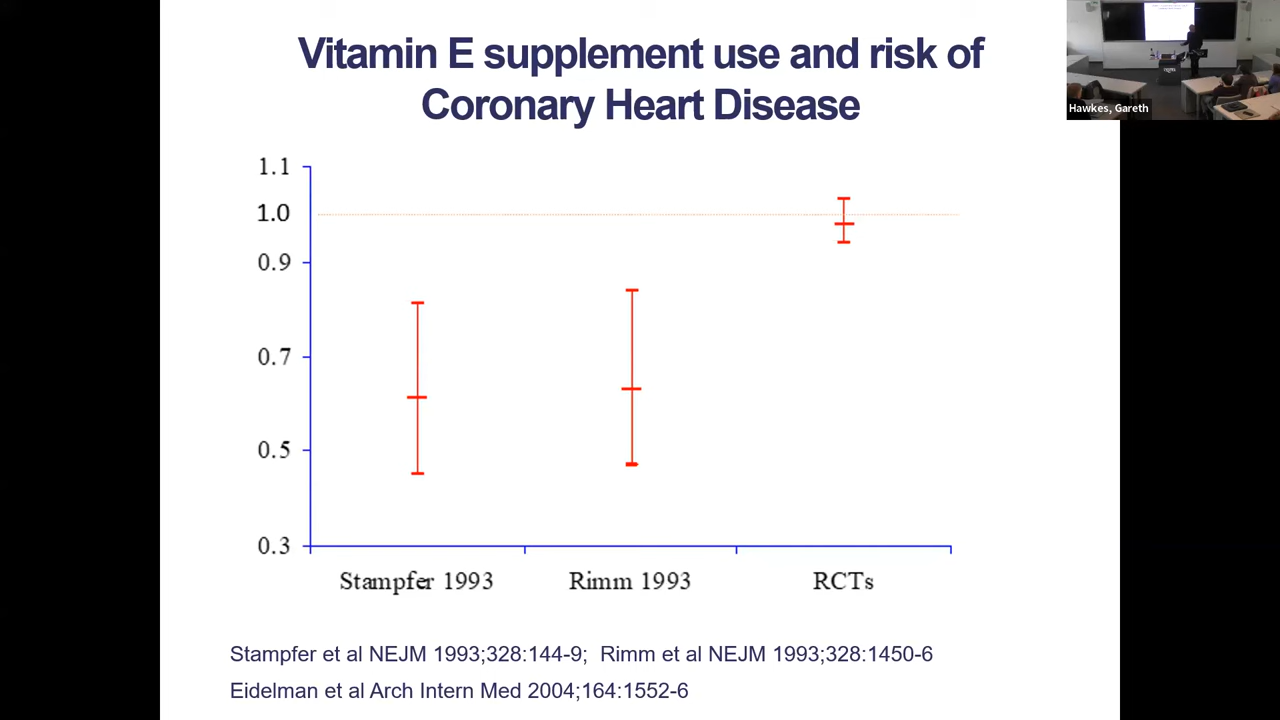 Vitamin E supplement use and risk of
Coronary Heart Disease
Hawkes, Gareth
1.1
1.0
0.9
0.7
0.5
0.3
Stampfer 1993
Rimm 1993
RCTs
Stampfer et al NEJM 1993;328:144-9; Rimm et al NEJM 1993;328:1450-6
Eidelman et al Arch Intern Med 2004;164:1552-6